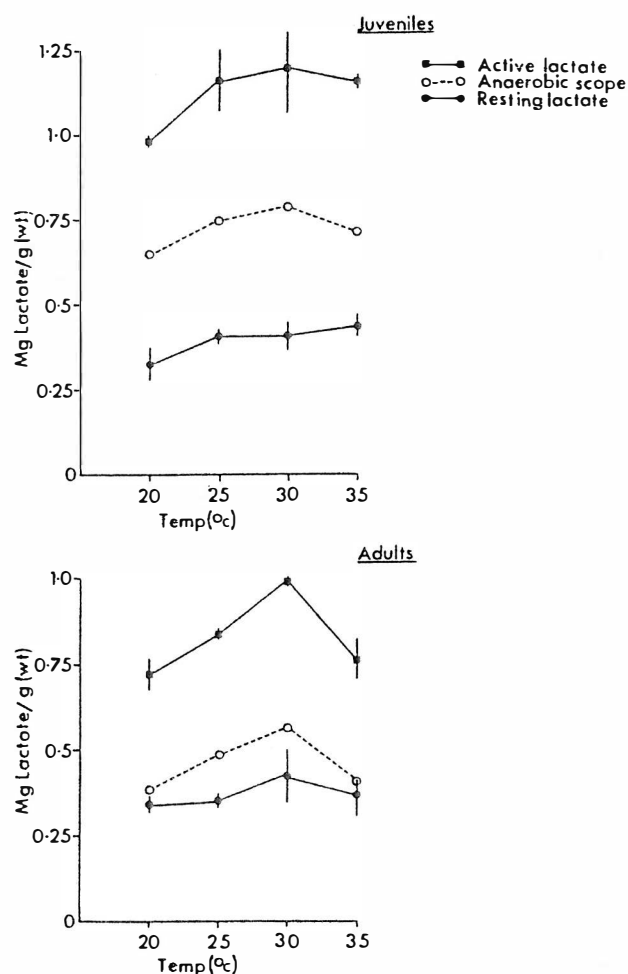 Juveniles
Active lactate
Anaerobic scope
Resting lactate
Mg Lactate/g(wt)
1·25
1·0
0·75
0·5
0·25
0
20 25 30 35
Temp(°c)
Adults
Mg Lactate/g(wt)
1·0
0·75
0·5
0·25
0
20 25 30 35
Temp(°c)